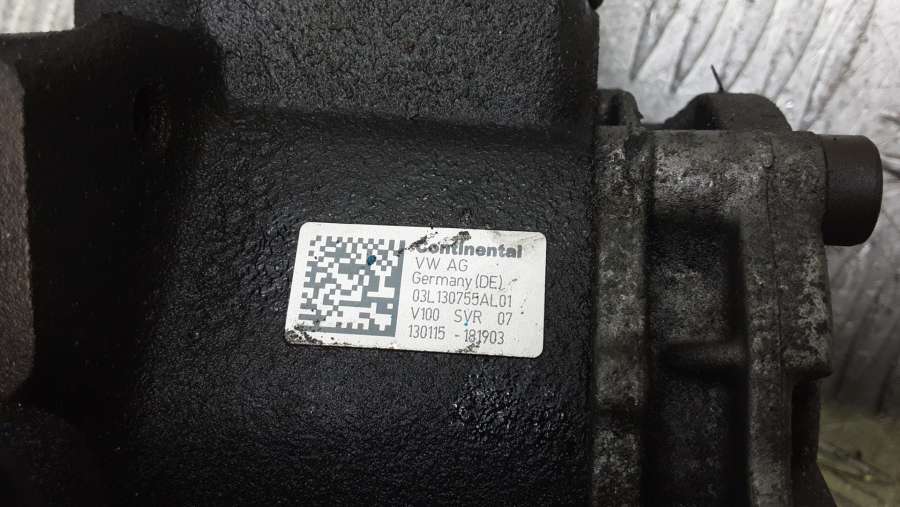 Continental
VW AG
Germany (DE)
03L130755AL01
V100 SVR 07
130115 - 181903